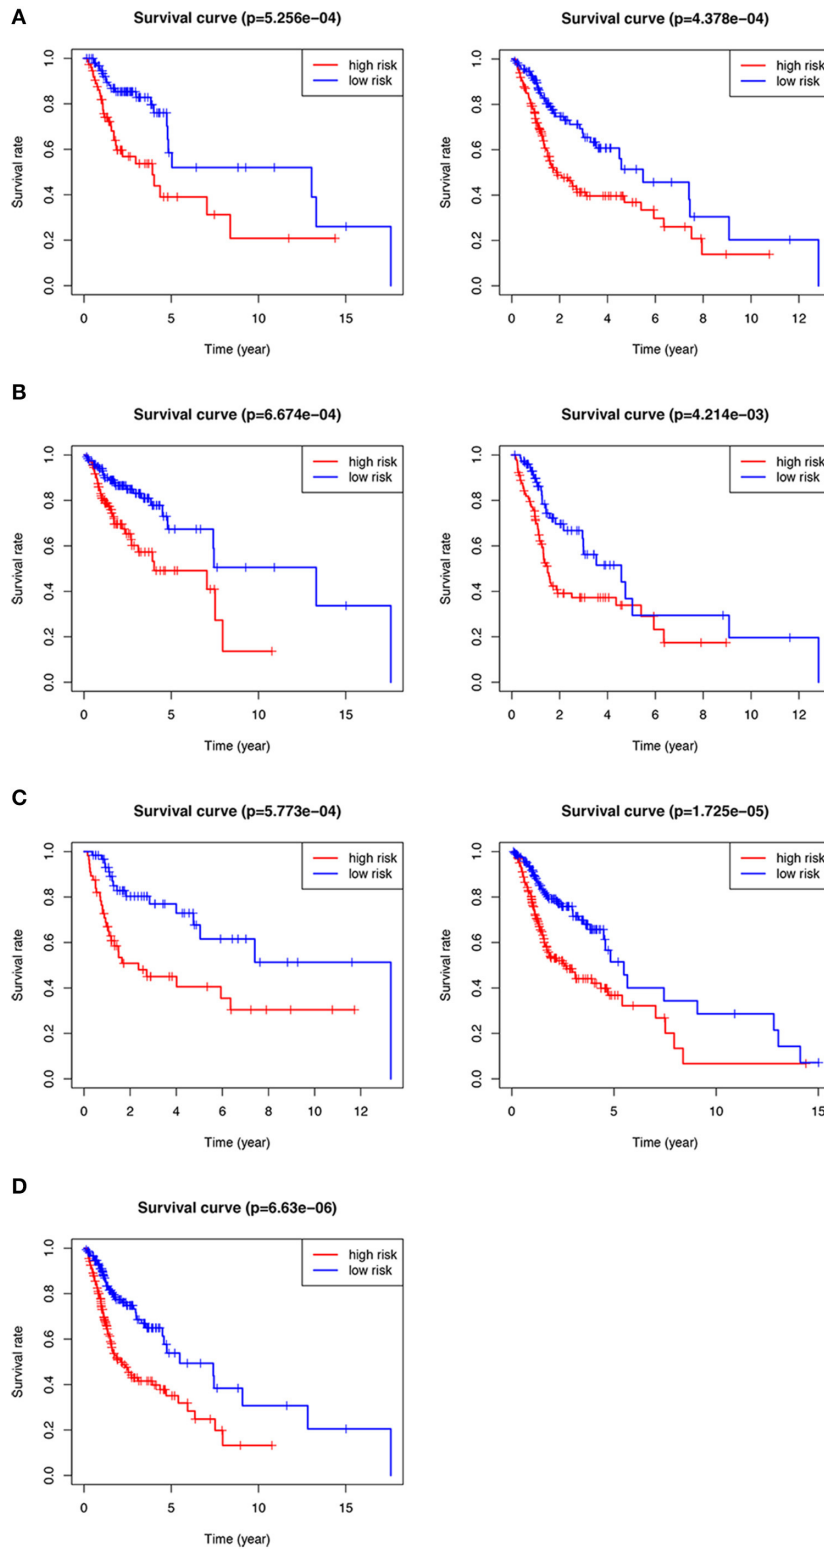 A
Survival curve (p=5.256e−04)
high risk
low risk
Survival rate
0.0 0.2 0.4 0.6 0.8 1.0
0 5 10 15
Time (year)
Survival curve (p=4.378e−04)
high risk
low risk
Survival rate
0.0 0.2 0.4 0.6 0.8 1.0
0 2 4 6 8 10 12
Time (year)
B
Survival curve (p=6.674e−04)
high risk
low risk
Survival rate
0.0 0.2 0.4 0.6 0.8 1.0
0 5 10 15
Time (year)
Survival curve (p=4.214e−03)
high risk
low risk
Survival rate
0.0 0.2 0.4 0.6 0.8 1.0
0 2 4 6 8 10 12
Time (year)
C
Survival curve (p=5.773e−04)
high risk
low risk
Survival rate
0.0 0.2 0.4 0.6 0.8 1.0
0 2 4 6 8 10 12
Time (year)
Survival curve (p=1.725e−05)
high risk
low risk
Survival rate
0.0 0.2 0.4 0.6 0.8 1.0
0 5 10 15
Time (year)
D
Survival curve (p=6.63e−06)
high risk
low risk
Survival rate
0.0 0.2 0.4 0.6 0.8 1.0
0 5 10 15
Time (year)